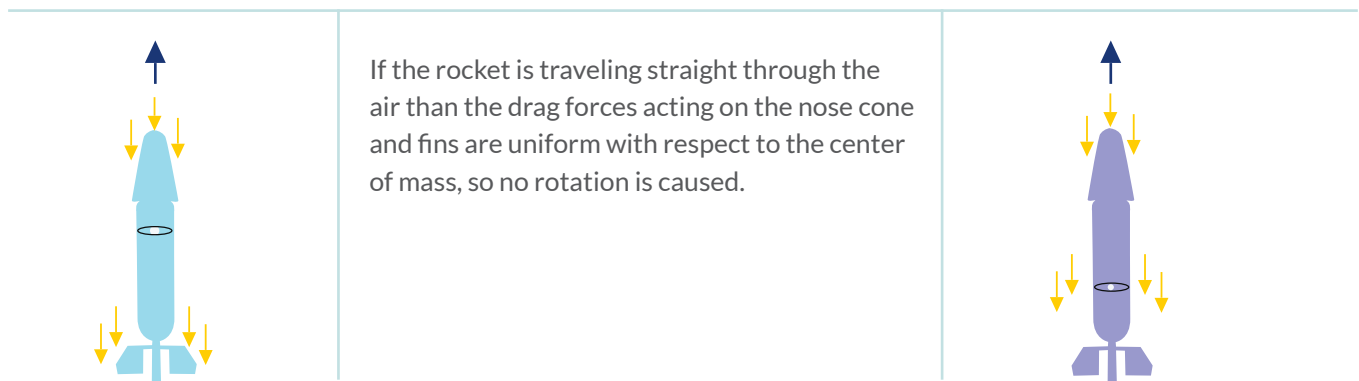 If the rocket is traveling straight through the
air than the drag forces acting on the nose cone
and fins are uniform with respect to the center
of mass, so no rotation is caused.